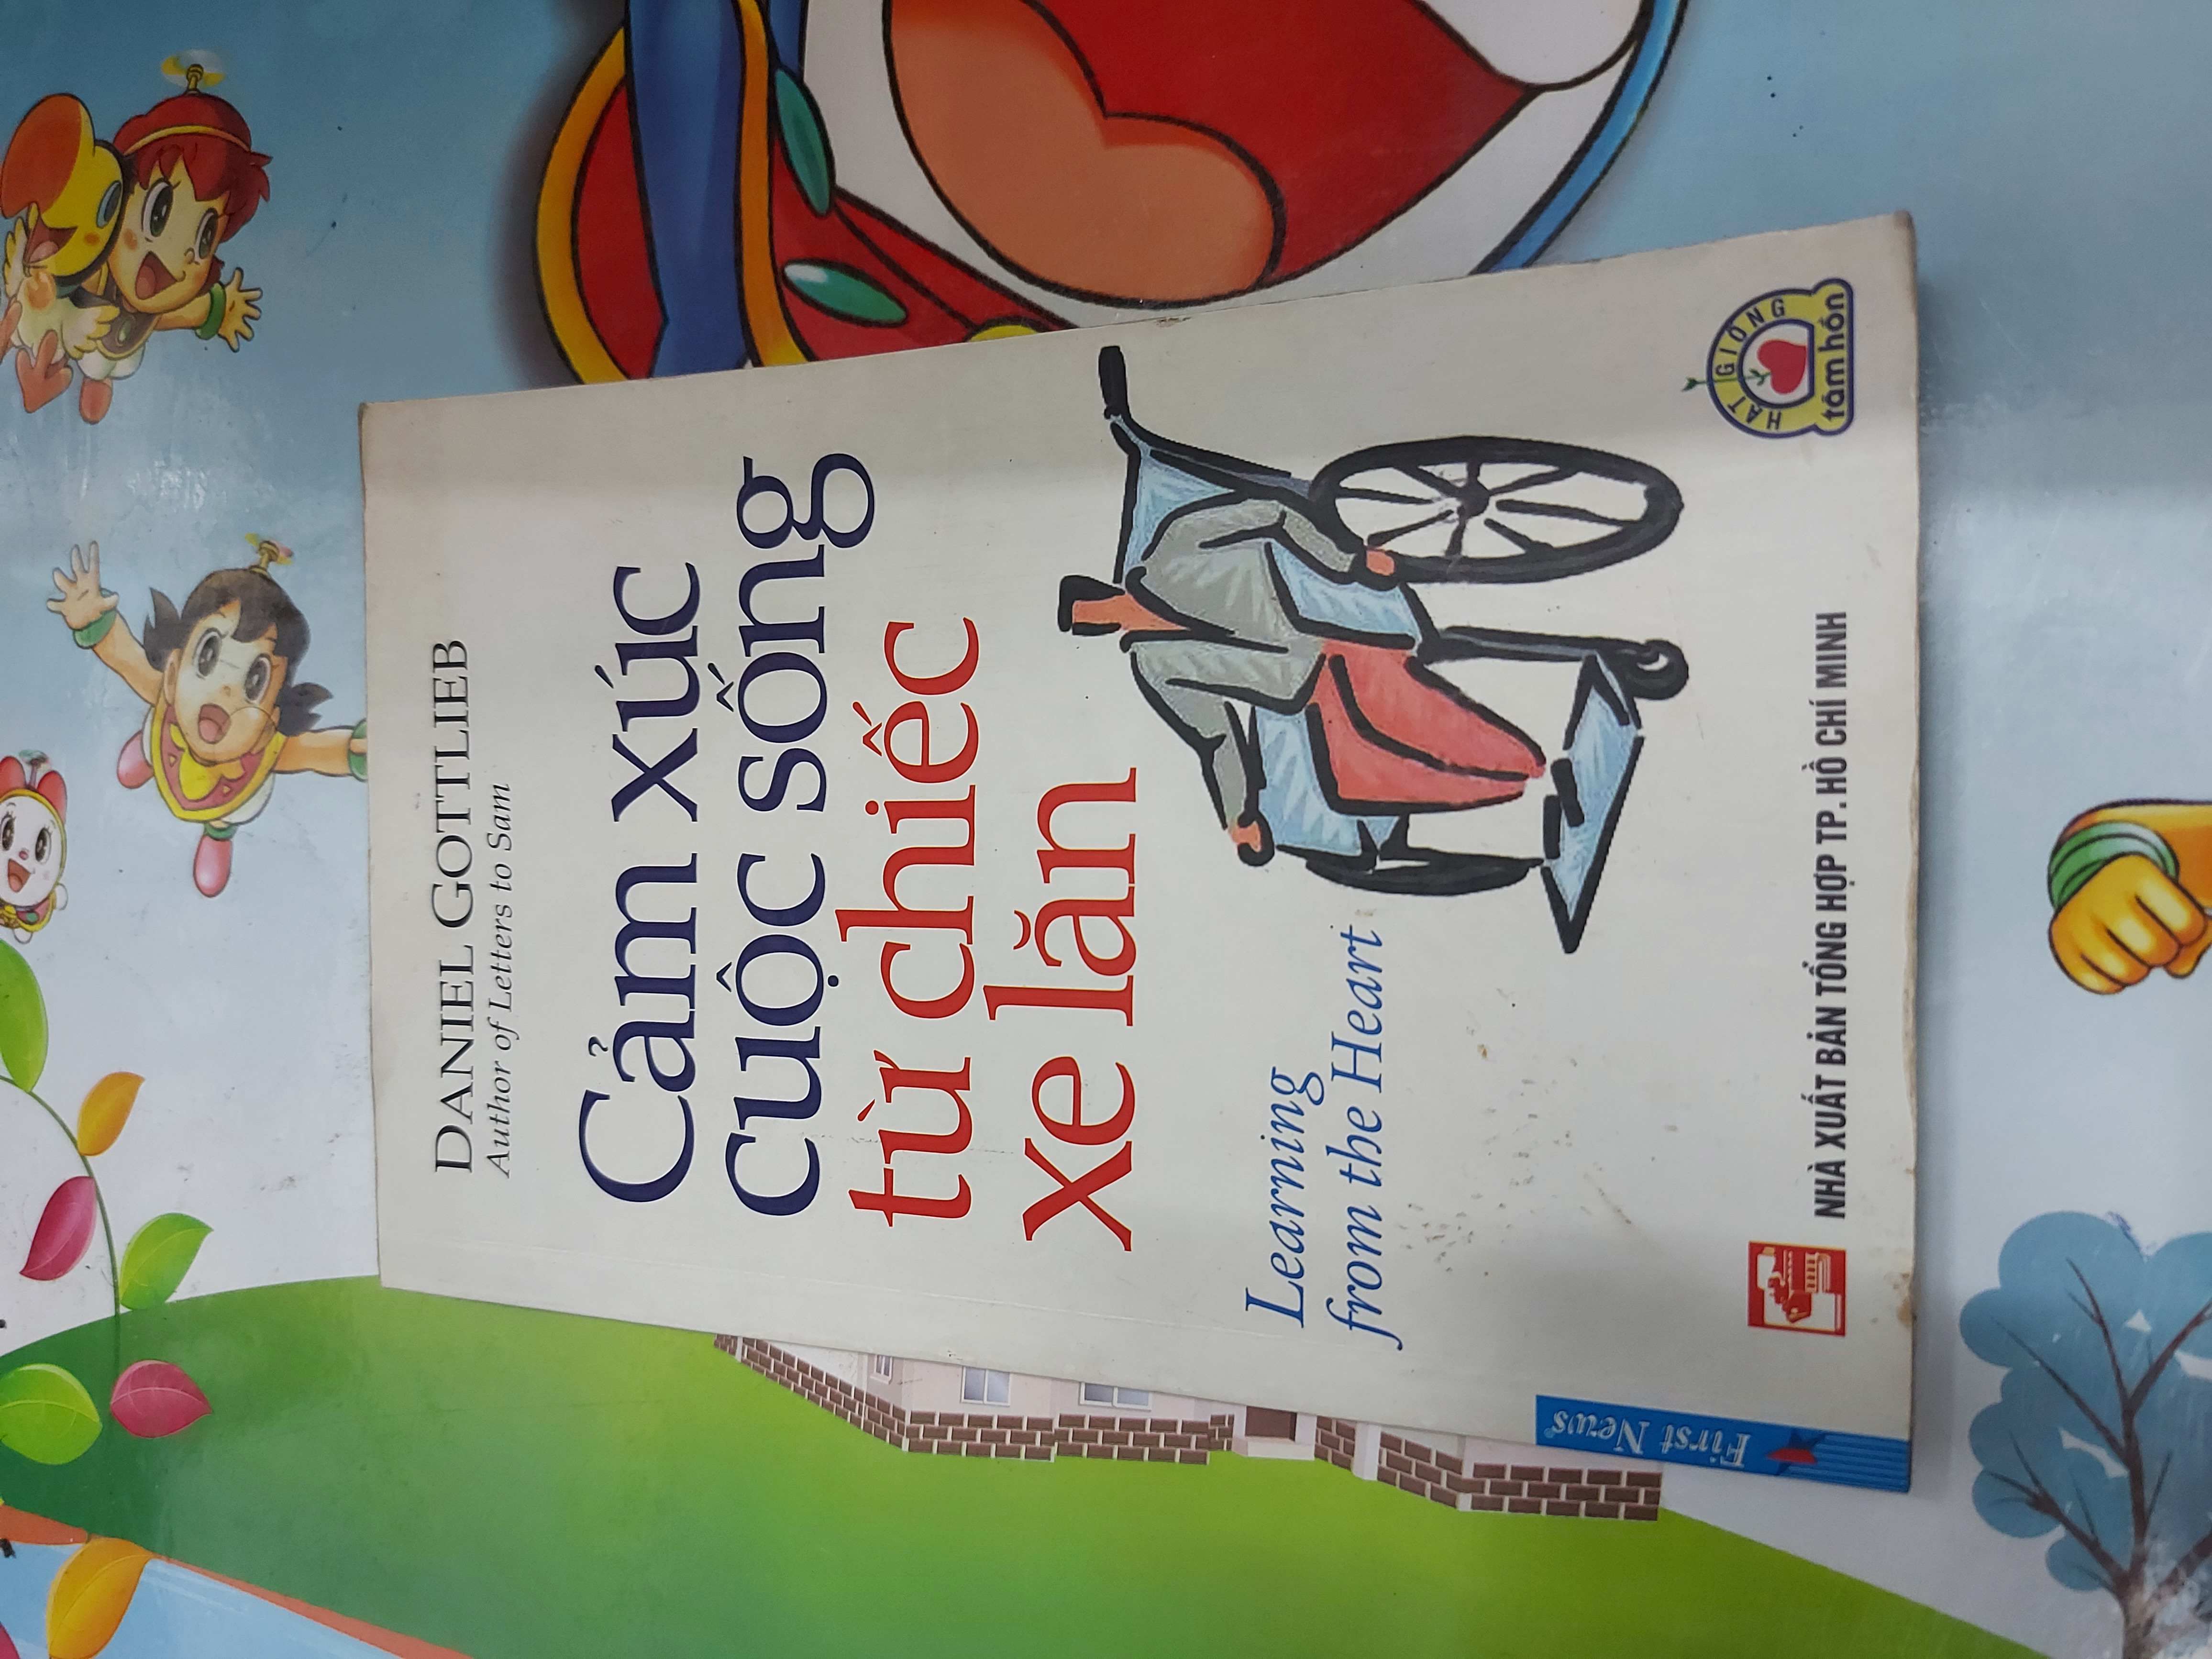 DANIEL GOTTLIEB
Author of Letters to Sam
Cảm xúc
cuộc sống
từ chiếc
xe lăn
Learning
from the Heart
First News®
NHÀ XUẤT BẢN TỔNG HỢP TP. HỒ CHÍ MINH
HẠT GIỐNG
tâm hồn